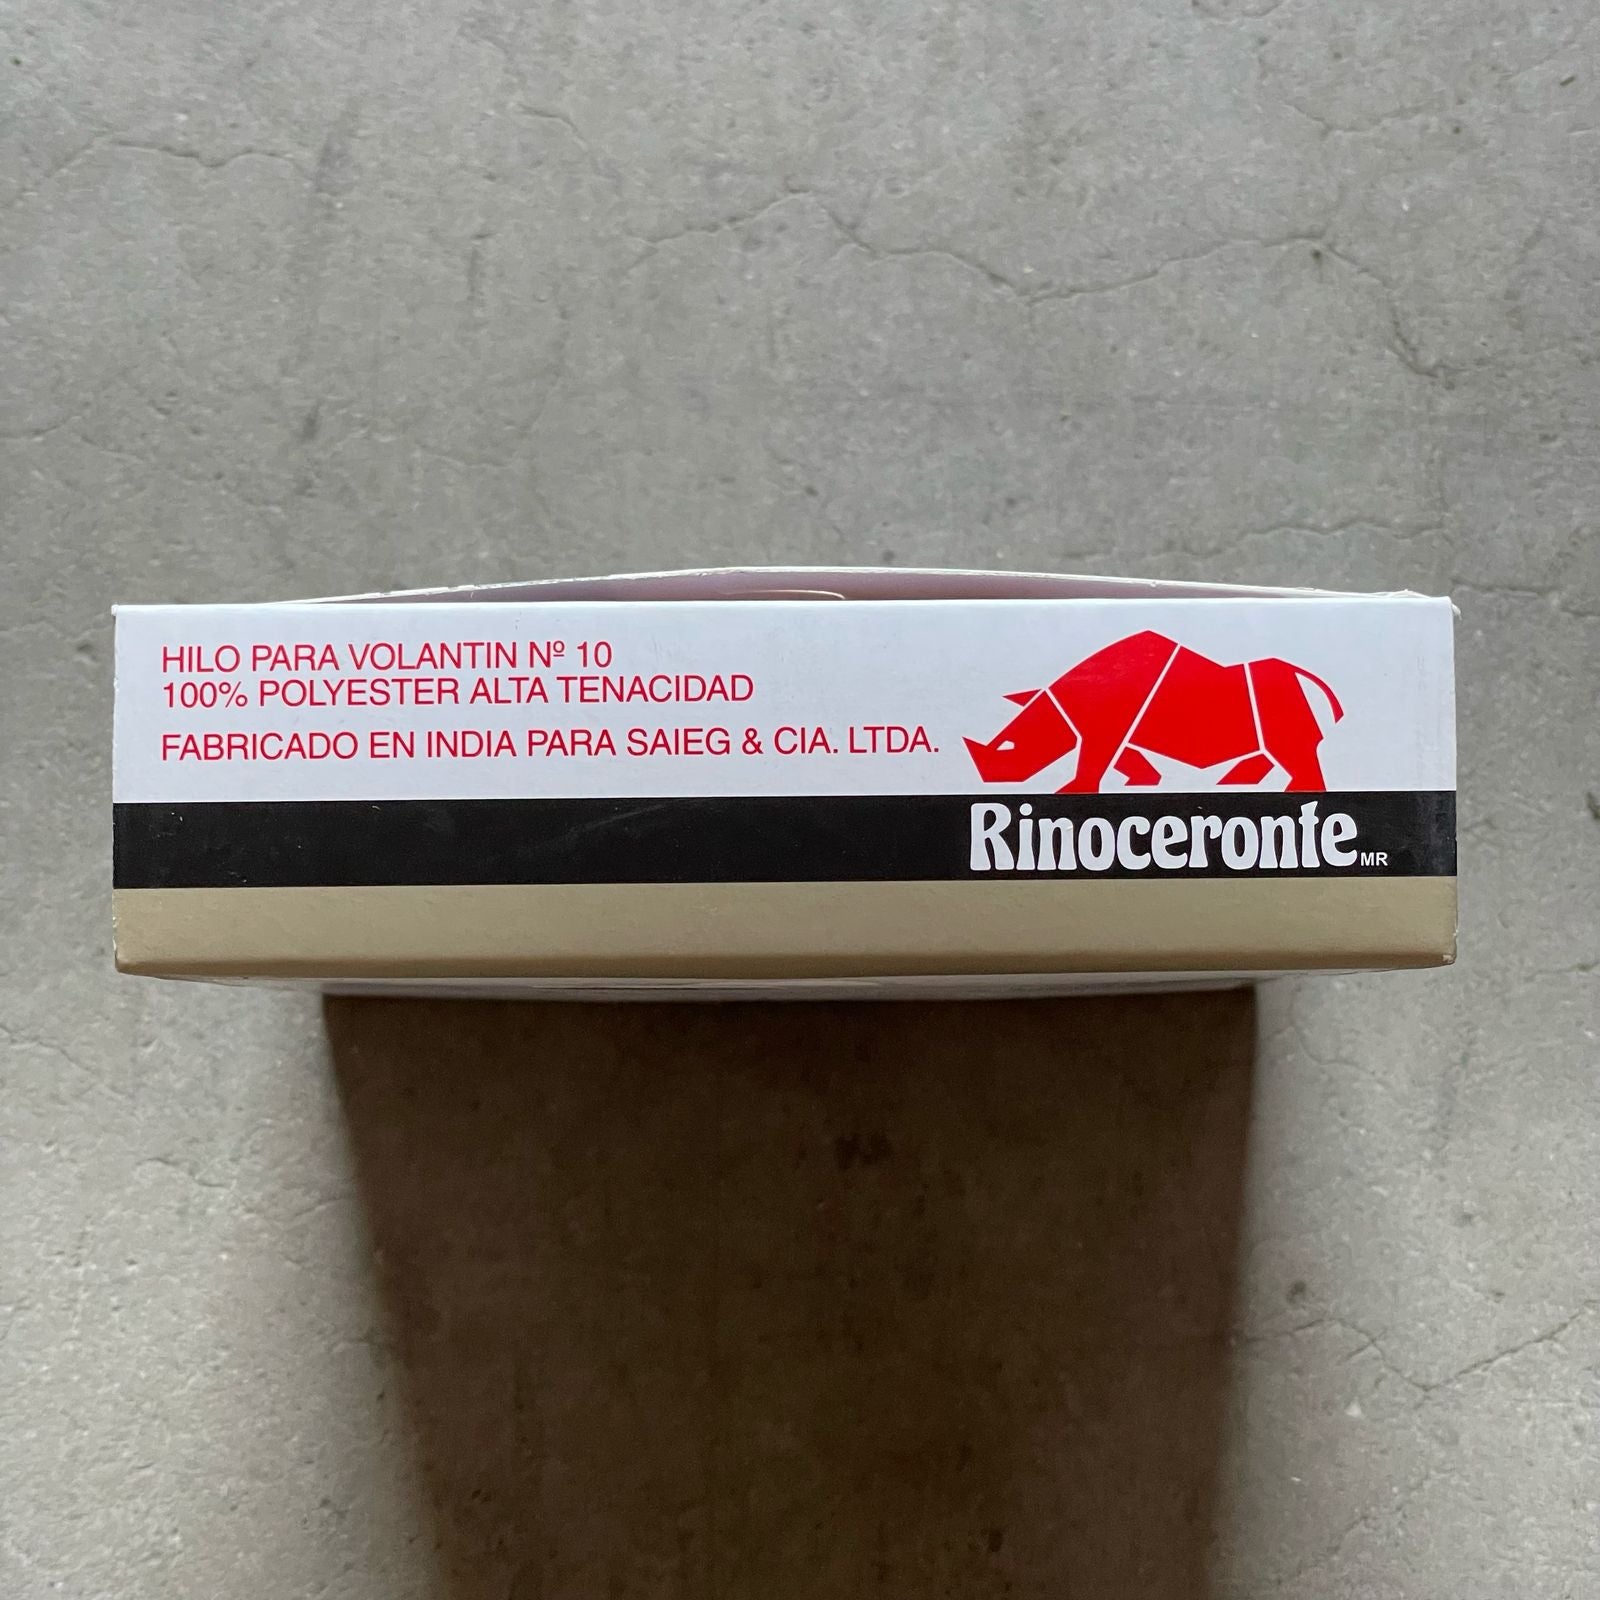 HILO PARA VOLANTIN Nº 10
100% POLYESTER ALTA TENACIDAD
FABRICADO EN INDIA PARA SAIEG & CIA. LTDA.
Rinoceronte MR